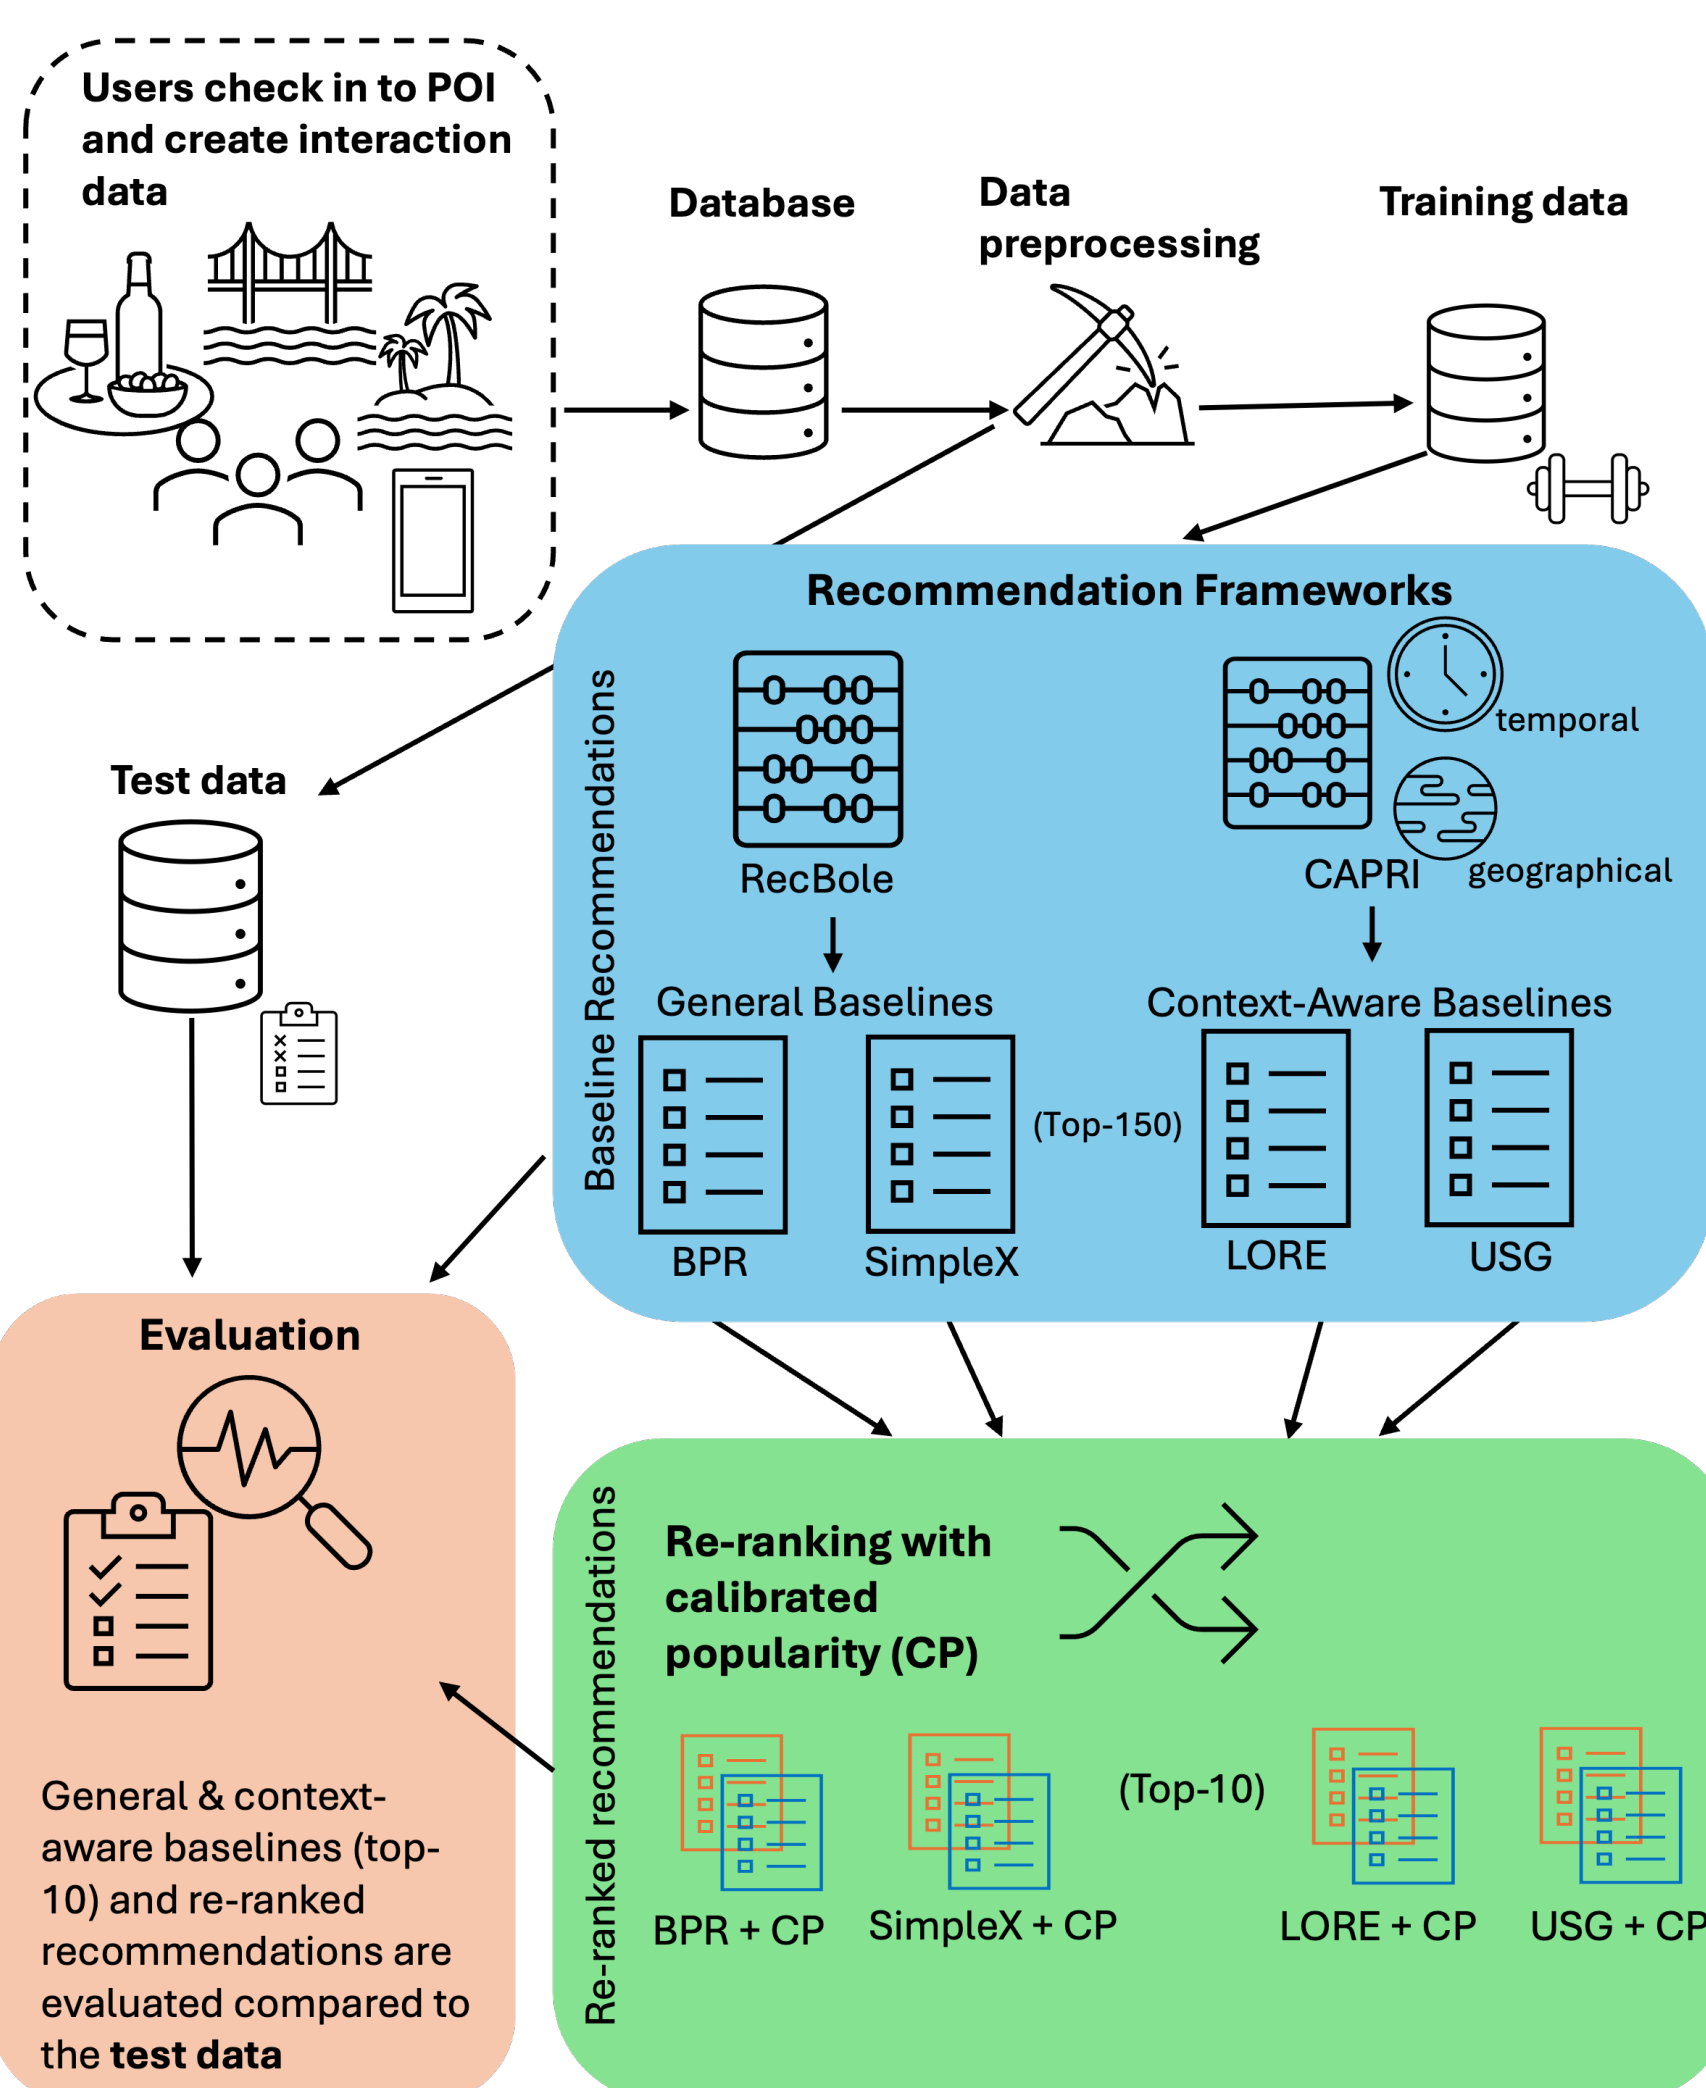 Users check in to POI
and create interaction
data
Database
Data
preprocessing
Training data
Recommendation Frameworks
Baseline Recommendations
temporal
geographical
RecBole
CAPRI
General Baselines
Context-Aware Baselines
(Top-150)
BPR
SimpleX
LORE
USG
Test data
Evaluation
General & context-
aware baselines (top-
10) and re-ranked
recommendations are
evaluated compared to
the test data
Re-ranked recommendations
Re-ranking with
calibrated
popularity (CP)
(Top-10)
BPR + CP
SimpleX + CP
LORE + CP
USG + CP